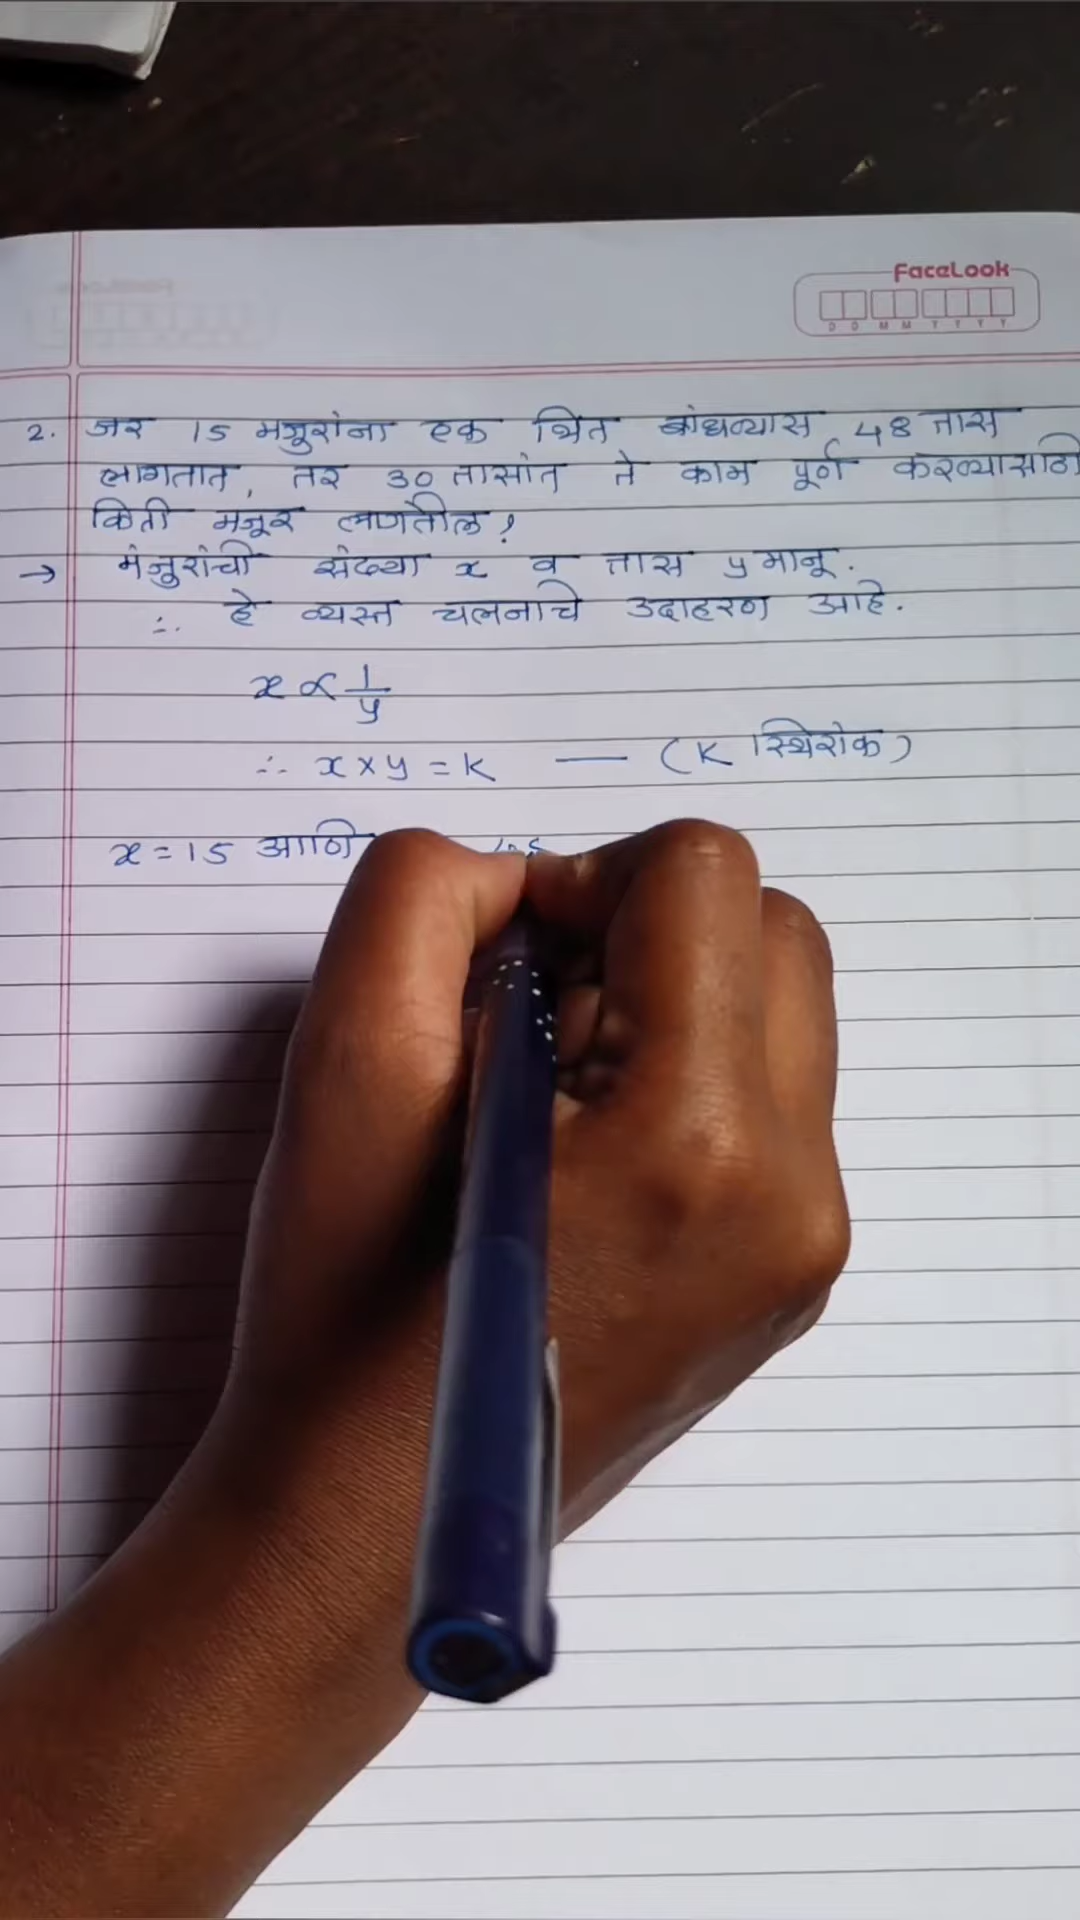 FaceLook
D D M M Y Y Y Y
2. जर 15 मजुरांना एक भिंत बांधण्यास 48 तास
लागतात, तर 30 तासांत ते काम पूर्ण करण्यासाठी
किती मजूर लागतील?
→ मंजुरांची संख्या x व तास y मानू.
∴ हे व्यस्त चलनाचे उदाहरण आहे.
x ∝ 1/y
∴ x × y = k — (K स्थिरांक)
x = 15 आणि